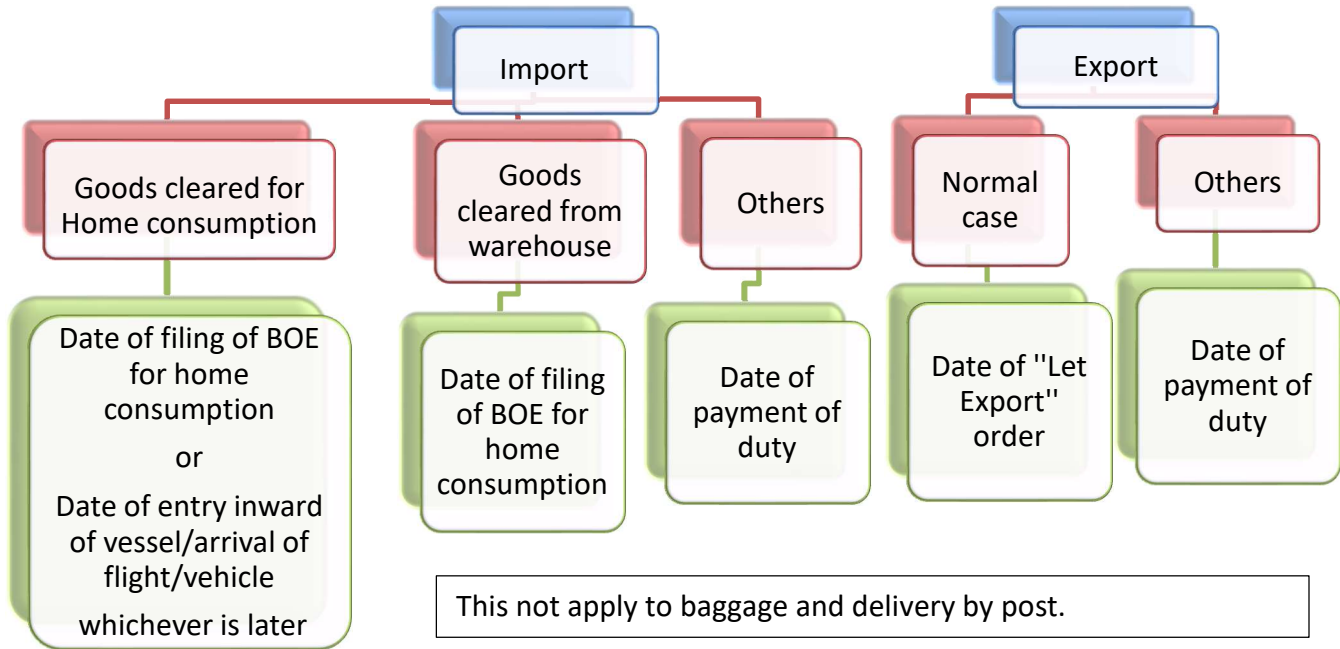 Import
Export
Goods cleared for
Home consumption
Goods
cleared from
warehouse
Others
Normal
case
Others
Date of filing of BOE
for home
consumption
or
Date of entry inward
of vessel/arrival of
flight/vehicle
whichever is later
Date of filing
of BOE for
home
consumption
Date of
payment of
duty
Date of "Let
Export"
order
Date of
payment of
duty
This not apply to baggage and delivery by post.